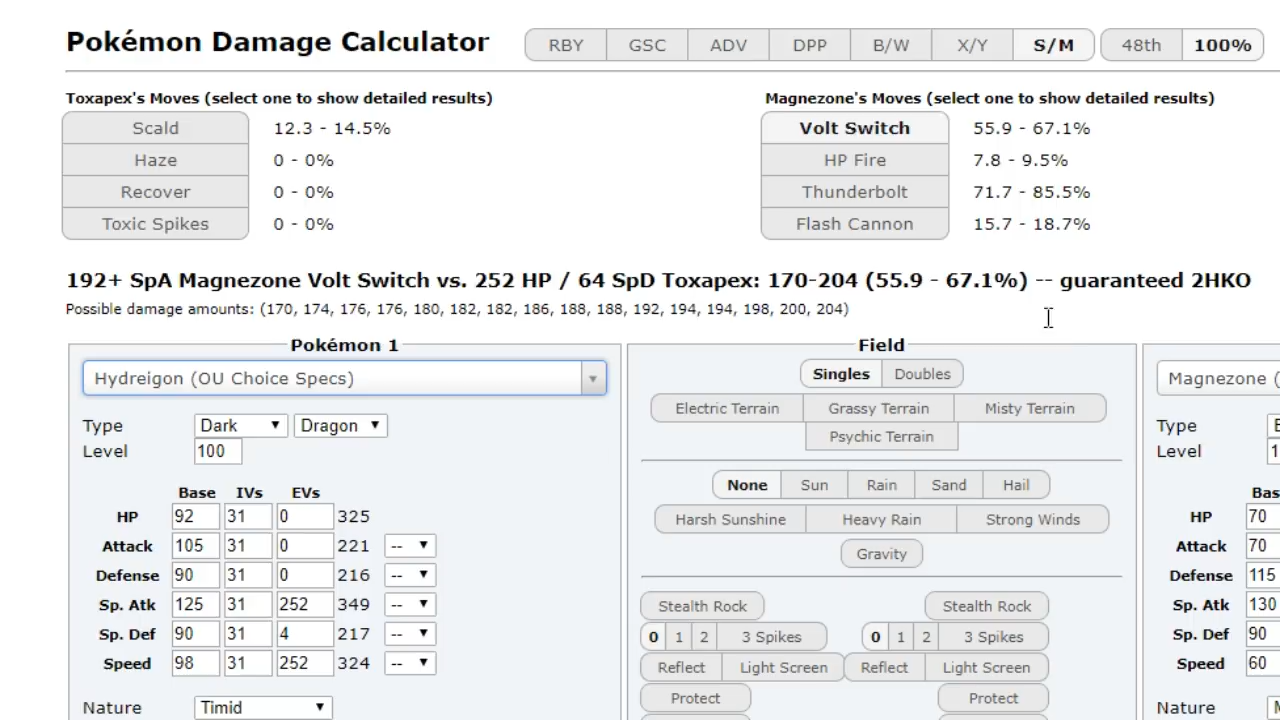 Pokémon Damage Calculator RBY GSC ADV DPP B/W X/Y S/M 48th 100%
Toxapex's Moves (select one to show detailed results) Magnezone's Moves (select one to show detailed results)
Scald 12.3 - 14.5% Volt Switch 55.9 - 67.1%
Haze 0 - 0% HP Fire 7.8 - 9.5%
Recover 0 - 0% Thunderbolt 71.7 - 85.5%
Toxic Spikes 0 - 0% Flash Cannon 15.7 - 18.7%
192+ SpA Magnezone Volt Switch vs. 252 HP / 64 SpD Toxapex: 170-204 (55.9 - 67.1%) -- guaranteed 2HKO
Possible damage amounts: (170, 174, 176, 176, 180, 182, 182, 186, 188, 188, 192, 194, 194, 198, 200, 204)
Pokémon 1
Hydreigon (OU Choice Specs)
Type Dark Dragon
Level 100
Base IVs EVs
HP 92 31 0 325
Attack 105 31 0 221 --
Defense 90 31 0 216 --
Sp. Atk 125 31 252 349 --
Sp. Def 90 31 4 217 --
Speed 98 31 252 324 --
Nature Timid
Field
Singles Doubles
Electric Terrain Grassy Terrain Misty Terrain
Psychic Terrain
None Sun Rain Sand Hail
Harsh Sunshine Heavy Rain Strong Winds
Gravity
Stealth Rock Stealth Rock
0 1 2 3 Spikes 0 1 2 3 Spikes
Reflect Light Screen Reflect Light Screen
Protect Protect
Magnezone (
Type
Level
HP 70
Attack 70
Defense 115
Sp. Atk 130
Sp. Def 90
Speed 60
Nature